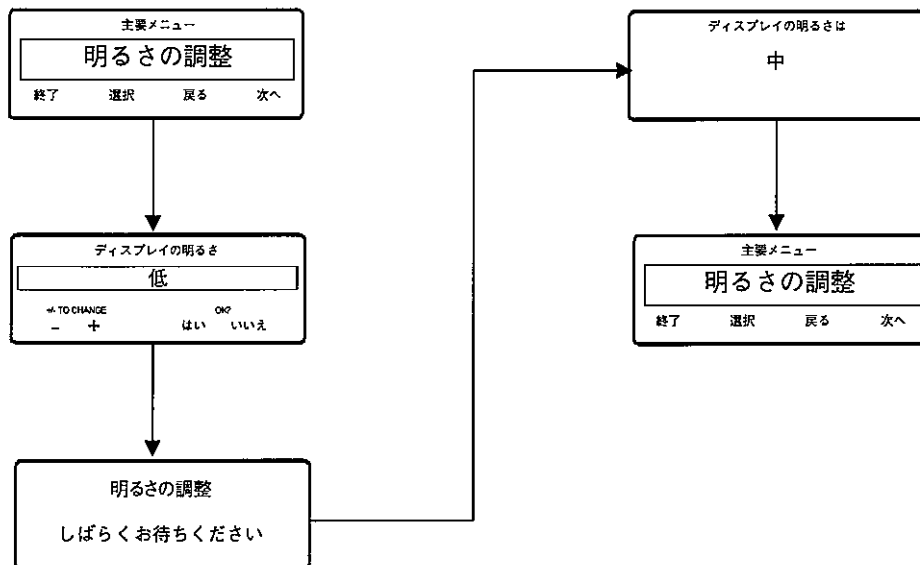 主要メニュー
明るさの調整
終了 選択 戻る 次へ
ディスプレイの明るさ
低
+/- TO CHANGE OK?
− + はい いいえ
明るさの調整
しばらくお待ちください
ディスプレイの明るさは
中
主要メニュー
明るさの調整
終了 選択 戻る 次へ